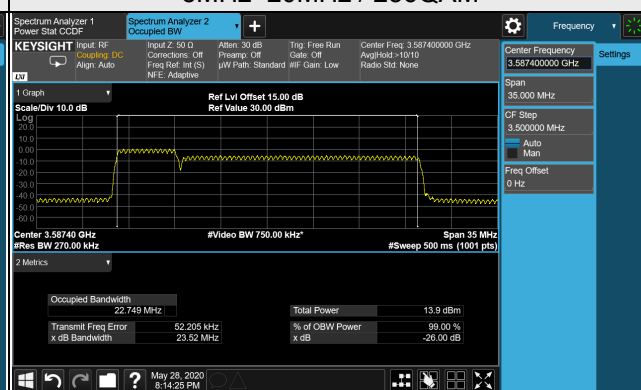 5MHz+20MHz / 256QAM
Spectrum Analyzer 1
Power Stat CCDF
Spectrum Analyzer 2
Occupied BW
+
Frequency
KEYSIGHT
Input: RF
Coupling: DC
Align: Auto
Input Z: 50 Ω
Corrections: Off
Freq Ref: Int (S)
NFE: Adaptive
Atten: 30 dB
Preamp: Off
µW Path: Standard
Trig: Free Run
Gate: Off
#IF Gain: Low
Center Freq: 3.587400000 GHz
Avg|Hold:>10/10
Radio Std: None
LXI
Center Frequency
3.587400000 GHz
Settings
Span
35.000 MHz
CF Step
3.500000 MHz
Auto
Man
Freq Offset
0 Hz
1 Graph
Scale/Div 10.0 dB
Ref Lvl Offset 15.00 dB
Ref Value 30.00 dBm
Log
20.0
10.0
0.00
-10.0
-20.0
-30.0
-40.0
-50.0
-60.0
Center 3.58740 GHz
#Res BW 270.00 kHz
#Video BW 750.00 kHz*
Span 35 MHz
#Sweep 500 ms (1001 pts)
2 Metrics
Occupied Bandwidth
22.749 MHz
Total Power 13.9 dBm
Transmit Freq Error 52.205 kHz
% of OBW Power 99.00 %
x dB Bandwidth 23.52 MHz
x dB -26.00 dB
?
May 28, 2020
8:14:25 PM